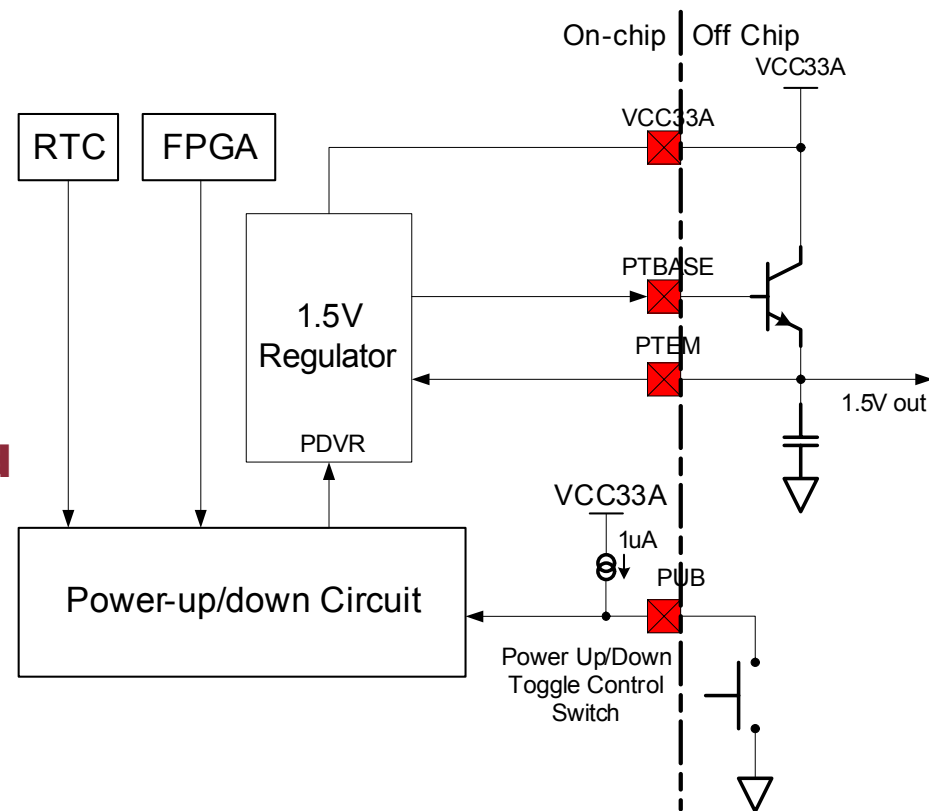 On-chip
Off Chip
VCC33A
VCC33A
RTC
FPGA
PTBASE
1.5V
Regulator
PTEM
1.5V out
PDVR
VCC33A
1uA
PUB
Power-up/down Circuit
Power Up/Down
Toggle Control
Switch